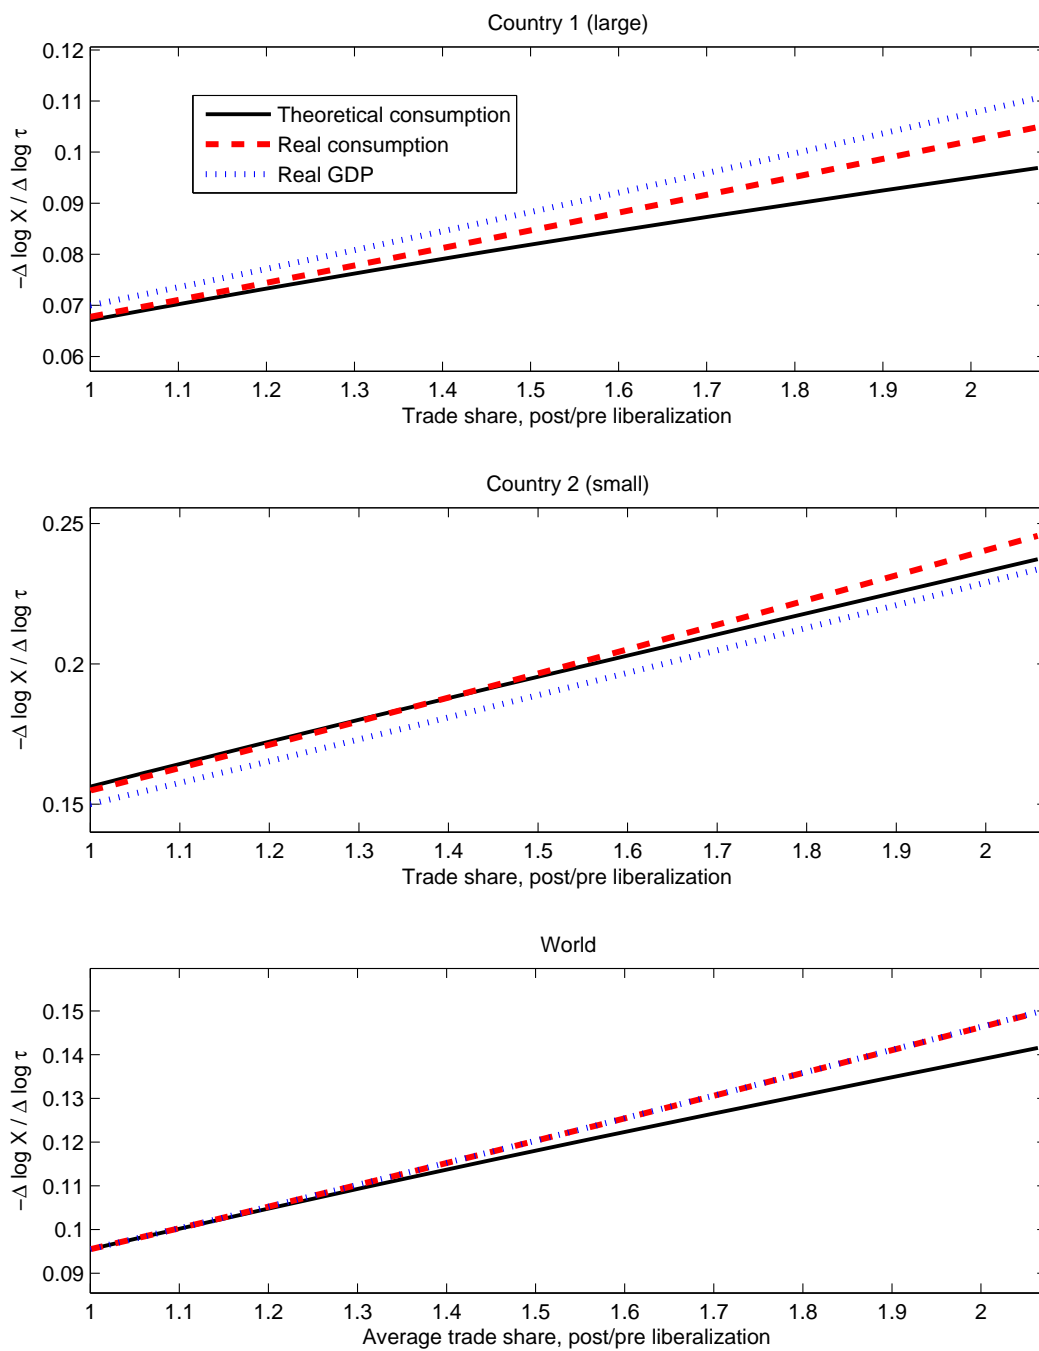 Country 1 (large)
0.12
0.11
0.1
0.09
0.08
0.07
0.06
−Δ log X / Δ log τ
Theoretical consumption
Real consumption
Real GDP
1 1.1 1.2 1.3 1.4 1.5 1.6 1.7 1.8 1.9 2
Trade share, post/pre liberalization
Country 2 (small)
0.25
0.2
0.15
−Δ log X / Δ log τ
1 1.1 1.2 1.3 1.4 1.5 1.6 1.7 1.8 1.9 2
Trade share, post/pre liberalization
World
0.15
0.14
0.13
0.12
0.11
0.1
0.09
−Δ log X / Δ log τ
1 1.1 1.2 1.3 1.4 1.5 1.6 1.7 1.8 1.9 2
Average trade share, post/pre liberalization